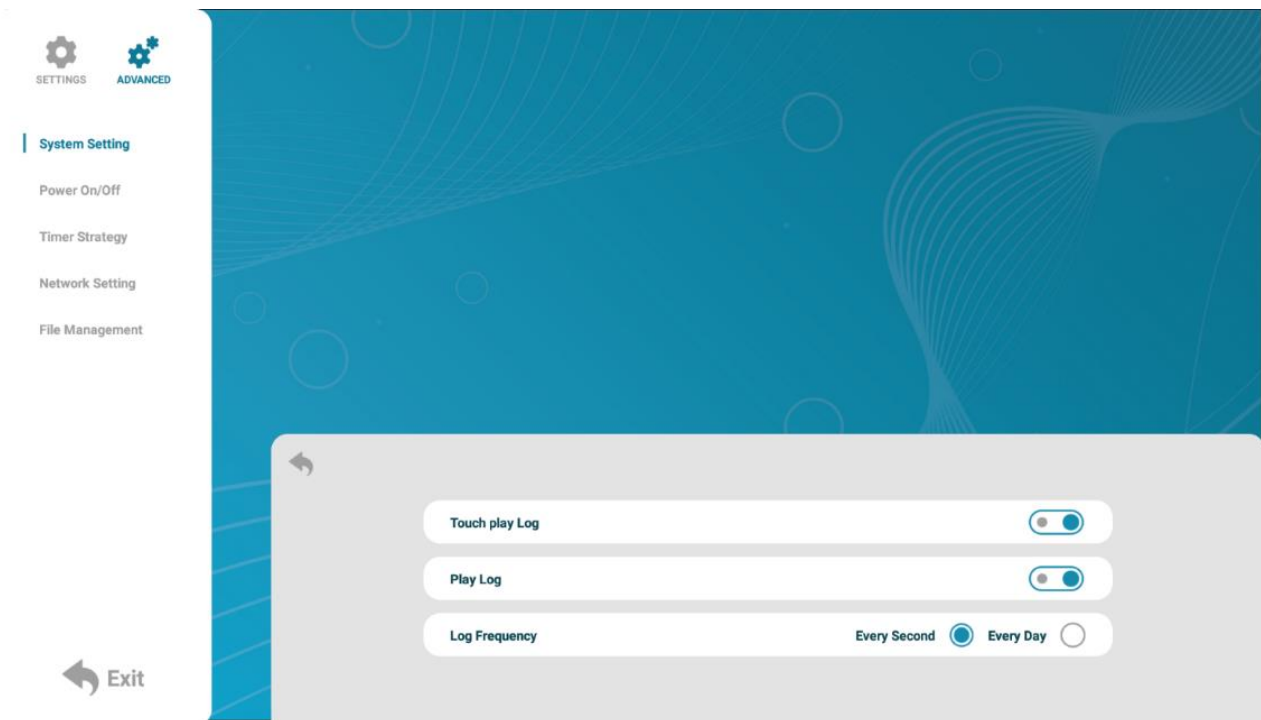 SETTINGS ADVANCED
System Setting
Power On/Off
Timer Strategy
Network Setting
File Management
Exit
Touch play Log
Play Log
Log Frequency Every Second Every Day